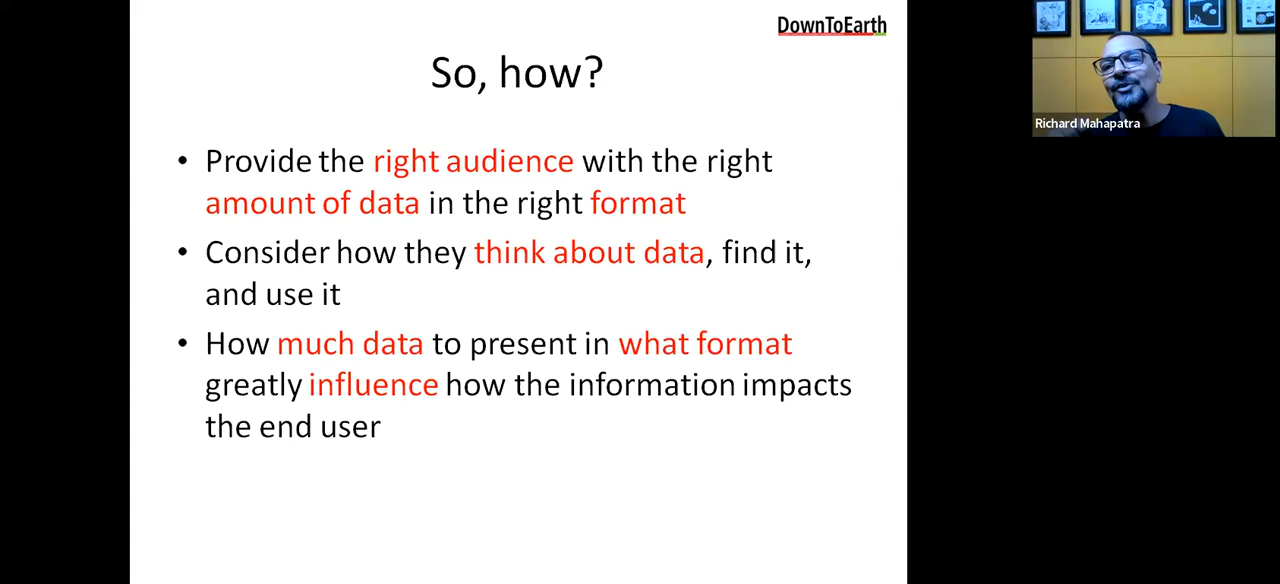 DownToEarth
So, how?
• Provide the right audience with the right
amount of data in the right format
• Consider how they think about data, find it,
and use it
• How much data to present in what format
greatly influence how the information impacts
the end user
Richard Mahapatra